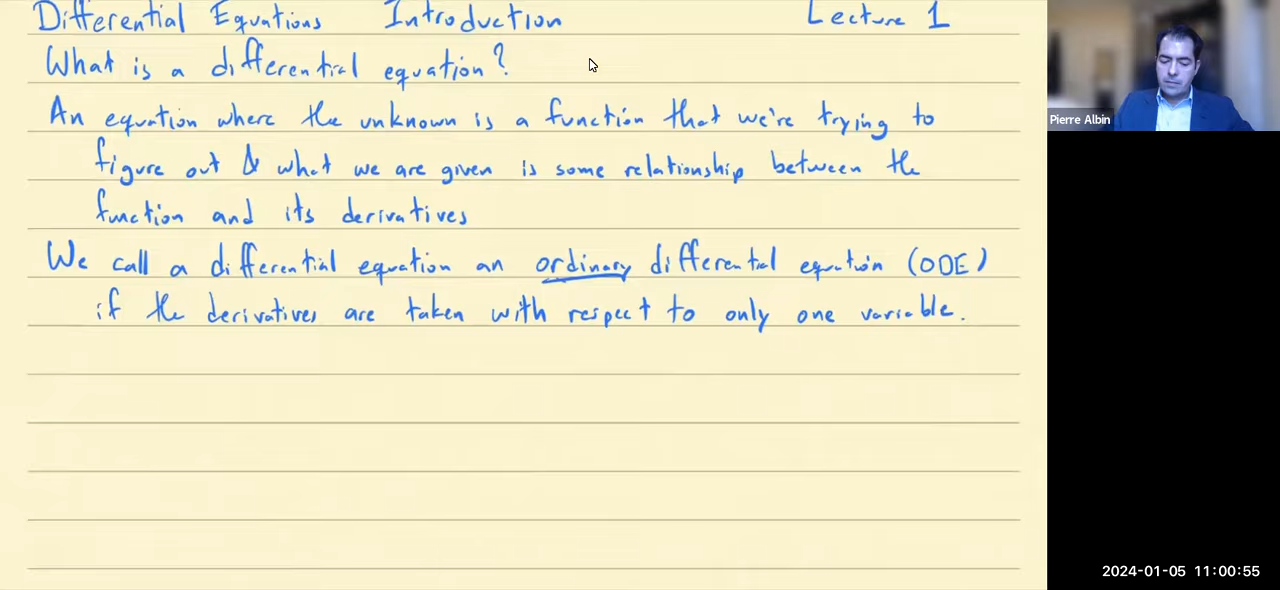 Differential Equations Introduction Lecture 1
What is a differential equation?
An equation where the unknown is a function that we're trying to
figure out & what we are given is some relationship between the
function and its derivatives
We call a differential equation an ordinary differential equation (ODE)
if the derivatives are taken with respect to only one variable.
Pierre Albin
2024-01-05 11:00:55